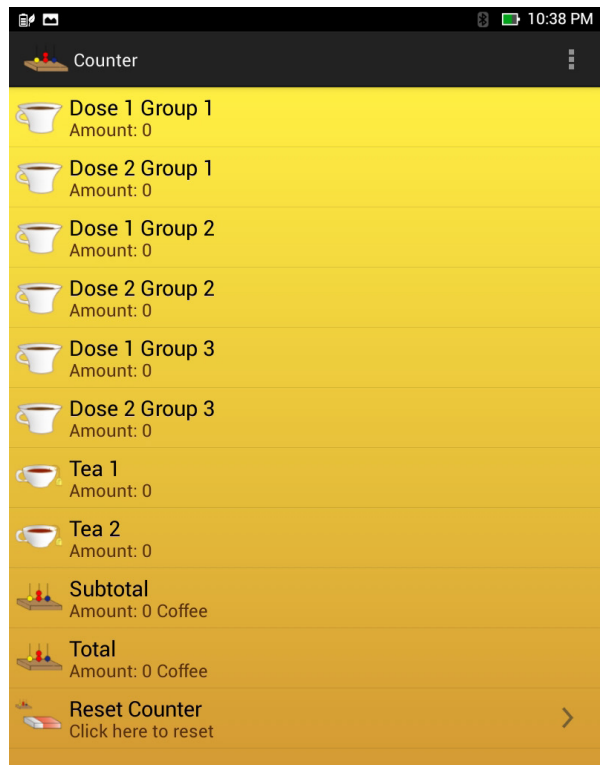 10:38 PM
Counter
Dose 1 Group 1
Amount: 0
Dose 2 Group 1
Amount: 0
Dose 1 Group 2
Amount: 0
Dose 2 Group 2
Amount: 0
Dose 1 Group 3
Amount: 0
Dose 2 Group 3
Amount: 0
Tea 1
Amount: 0
Tea 2
Amount: 0
Subtotal
Amount: 0 Coffee
Total
Amount: 0 Coffee
Reset Counter
Click here to reset